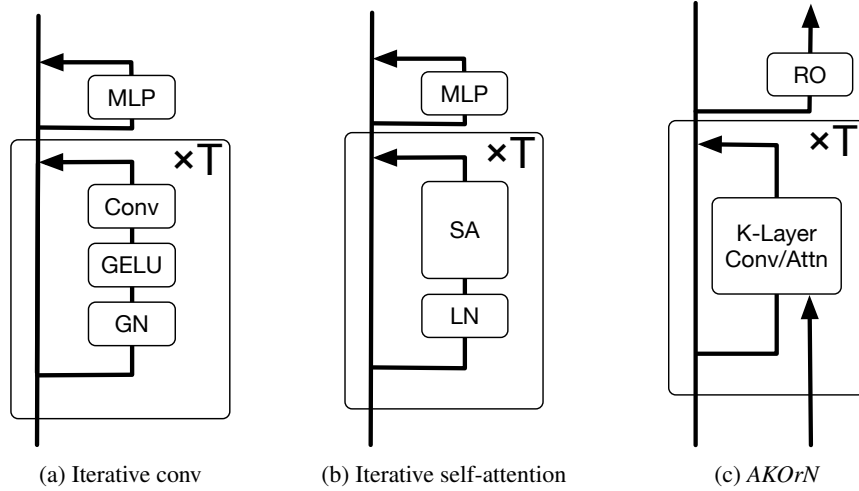 MLP
×T
Conv
GELU
GN
(a) Iterative conv
MLP
×T
SA
LN
(b) Iterative self-attention
RO
×T
K-Layer
Conv/Attn
(c) AKOrN